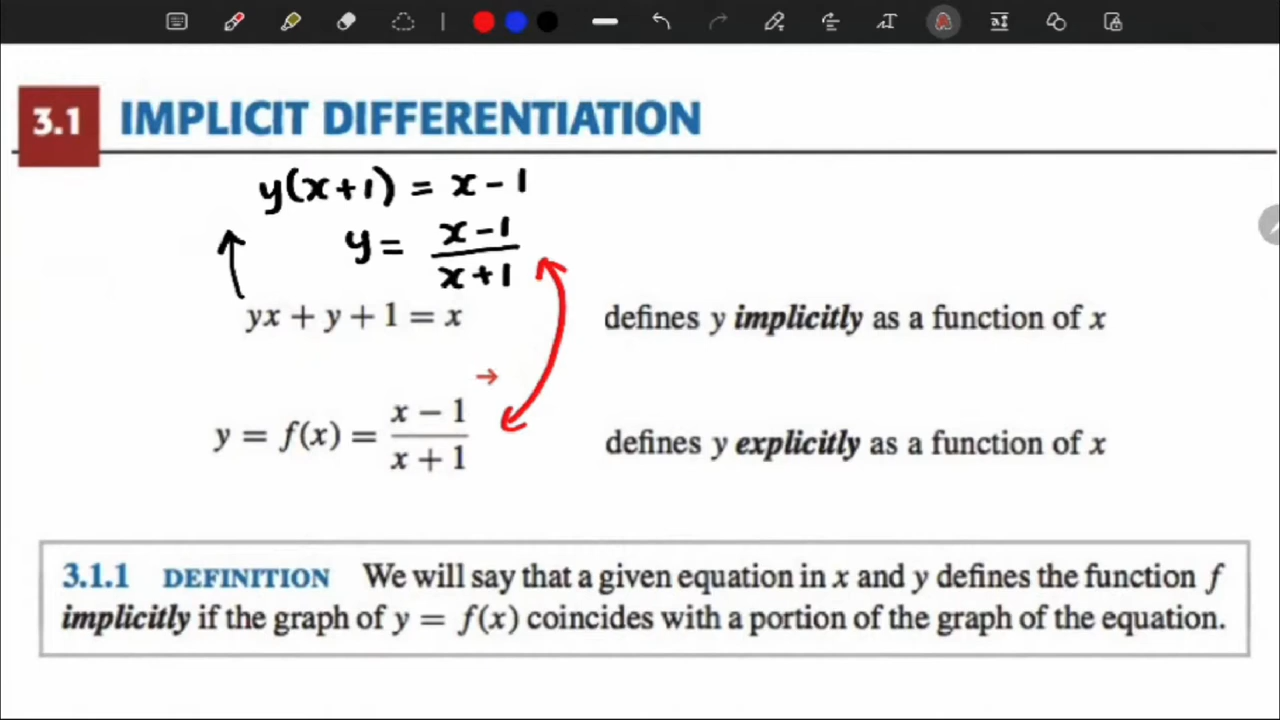 3.1 IMPLICIT DIFFERENTIATION
y(x+1) = x-1
y = \frac{x-1}{x+1}
yx + y + 1 = x defines y implicitly as a function of x
y = f(x) = \frac{x − 1}{x + 1} defines y explicitly as a function of x
3.1.1 DEFINITION We will say that a given equation in x and y defines the function f
implicitly if the graph of y = f(x) coincides with a portion of the graph of the equation.